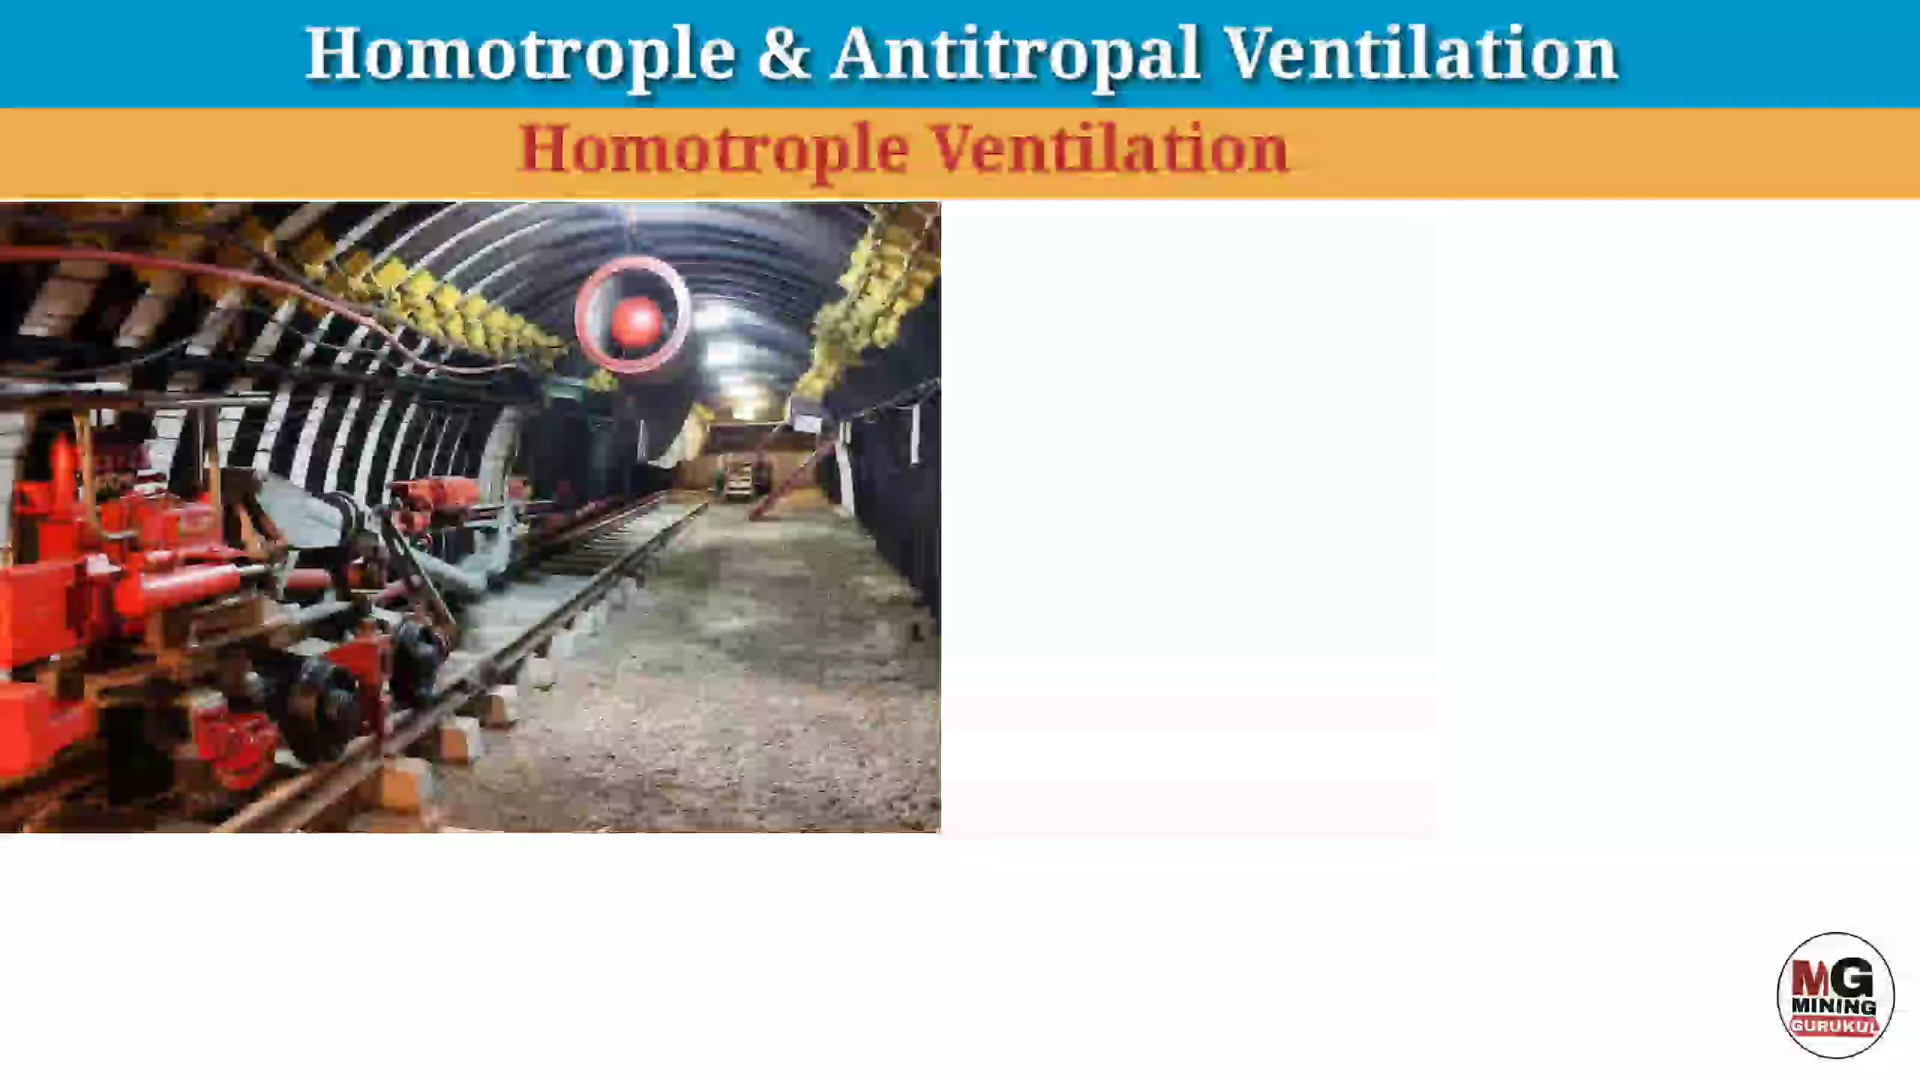 Homotrople & Antitropal Ventilation
Homotrople Ventilation
MG
MINING
GURUKUL